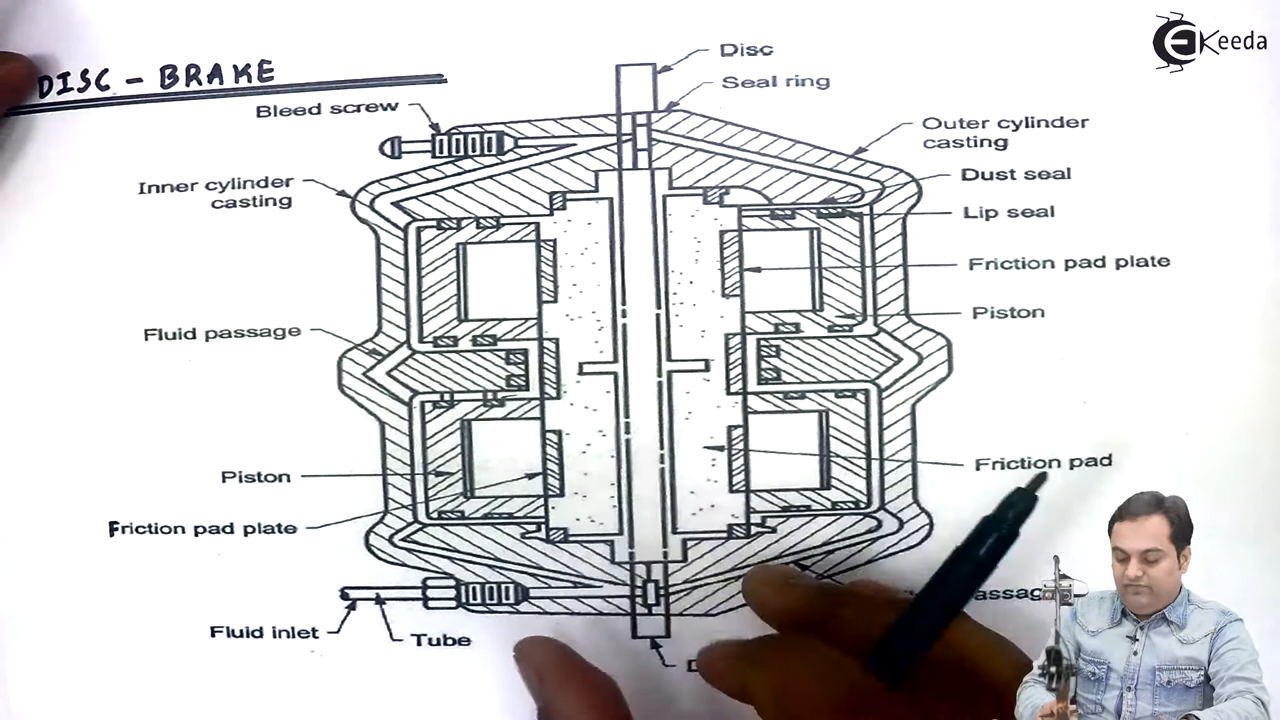 DISC - BRAKE
EKeeda
Disc
Seal ring
Bleed screw
Outer cylinder
casting
Inner cylinder
casting
Dust seal
Lip seal
Friction pad plate
Piston
Fluid passage
Piston
Friction pad
Friction pad plate
Fluid inlet
Tube